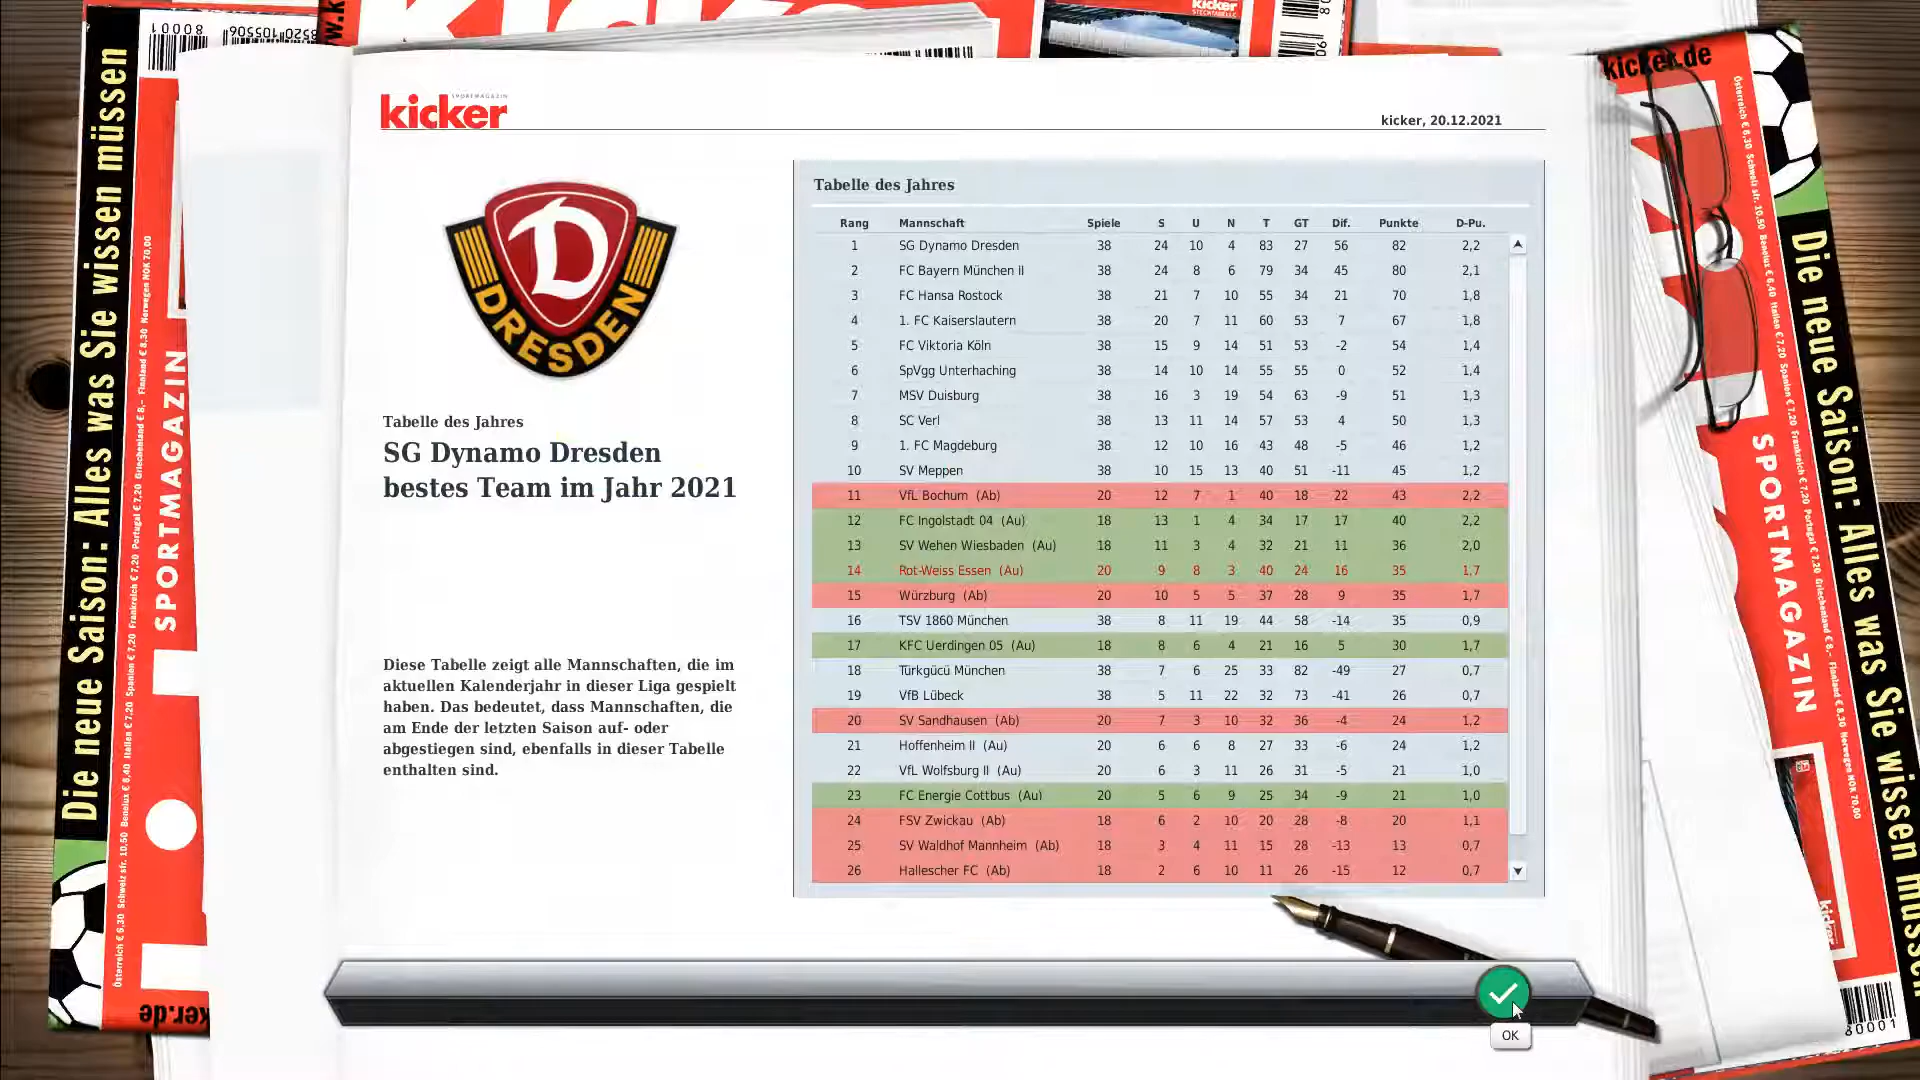 kicker
SPORTMAGAZIN
kicker, 20.12.2021
DRESDEN
Tabelle des Jahres
SG Dynamo Dresden
bestes Team im Jahr 2021
Diese Tabelle zeigt alle Mannschaften, die im
aktuellen Kalenderjahr in dieser Liga gespielt
haben. Das bedeutet, dass Mannschaften, die
am Ende der letzten Saison auf- oder
abgestiegen sind, ebenfalls in dieser Tabelle
enthalten sind.
Tabelle des Jahres
Rang Mannschaft Spiele S U N T GT Dif. Punkte D-Pu.
1 SG Dynamo Dresden 38 24 10 4 83 27 56 82 2,2
2 FC Bayern München II 38 24 8 6 79 34 45 80 2,1
3 FC Hansa Rostock 38 21 7 10 55 34 21 70 1,8
4 1. FC Kaiserslautern 38 20 7 11 60 53 7 67 1,8
5 FC Viktoria Köln 38 15 9 14 51 53 -2 54 1,4
6 SpVgg Unterhaching 38 14 10 14 55 55 0 52 1,4
7 MSV Duisburg 38 16 3 19 54 63 -9 51 1,3
8 SC Verl 38 13 11 14 57 53 4 50 1,3
9 1. FC Magdeburg 38 12 10 16 43 48 -5 46 1,2
10 SV Meppen 38 10 15 13 40 51 -11 45 1,2
11 VfL Bochum (Ab) 20 12 7 1 40 18 22 43 2,2
12 FC Ingolstadt 04 (Au) 18 13 1 4 34 17 17 40 2,2
13 SV Wehen Wiesbaden (Au) 18 11 3 4 32 21 11 36 2,0
14 Rot-Weiss Essen (Au) 20 9 8 3 40 24 16 35 1,7
15 Würzburg (Ab) 20 10 5 5 37 28 9 35 1,7
16 TSV 1860 München 38 8 11 19 44 58 -14 35 0,9
17 KFC Uerdingen 05 (Au) 18 8 6 4 21 16 5 30 1,7
18 Türkgücü München 38 7 6 25 33 82 -49 27 0,7
19 VfB Lübeck 38 5 11 22 32 73 -41 26 0,7
20 SV Sandhausen (Ab) 20 7 3 10 32 36 -4 24 1,2
21 Hoffenheim II (Au) 20 6 6 8 27 33 -6 24 1,2
22 VfL Wolfsburg II (Au) 20 6 3 11 26 31 -5 21 1,0
23 FC Energie Cottbus (Au) 20 5 6 9 25 34 -9 21 1,0
24 FSV Zwickau (Ab) 18 6 2 10 20 28 -8 20 1,1
25 SV Waldhof Mannheim (Ab) 18 3 4 11 15 28 -13 13 0,7
26 Hallescher FC (Ab) 18 2 6 10 11 26 -15 12 0,7
OK
Die neue Saison: Alles was Sie wissen müssen
SPORTMAGAZIN
kicker.de
Die neue Saison: Alles was Sie wissen müssen
SPORTMAGAZIN
kicker
80001
80001